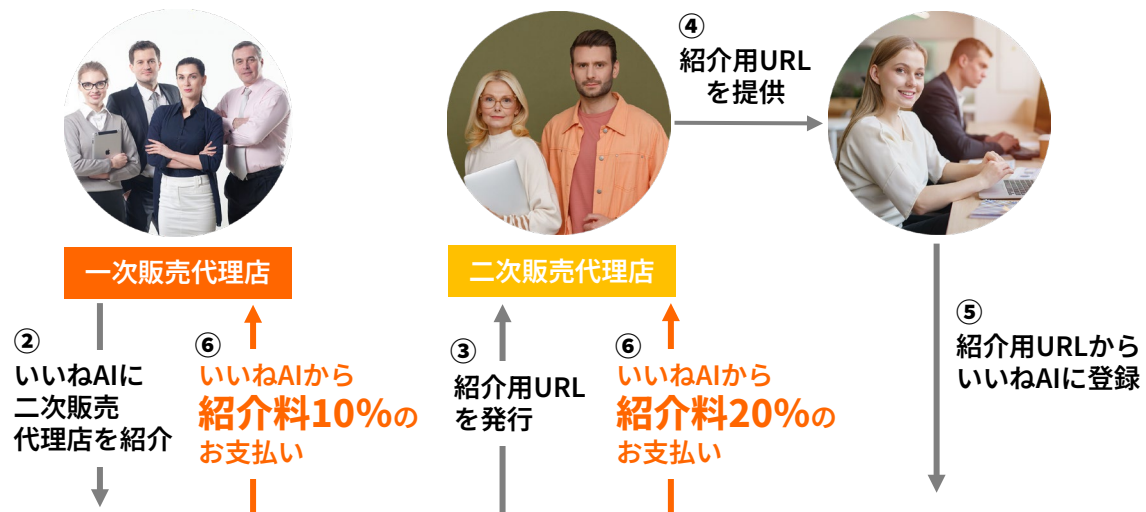 ④
紹介用URL
を提供
一次販売代理店
二次販売代理店
②
いいねAIに
二次販売
代理店を紹介
⑥
いいねAIから
紹介料10%の
お支払い
③
紹介用URL
を発行
⑥
いいねAIから
紹介料20%の
お支払い
⑤
紹介用URLから
いいねAIに登録